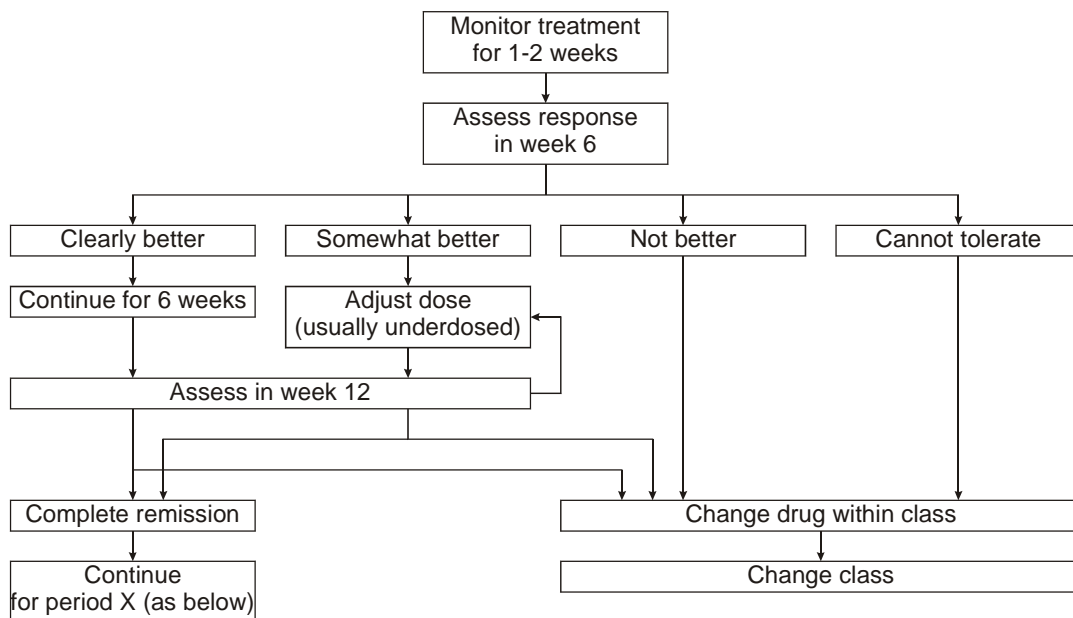 Monitor treatment
for 1-2 weeks
Assess response
in week 6
Clearly better
Somewhat better
Not better
Cannot tolerate
Continue for 6 weeks
Adjust dose
(usually underdosed)
Assess in week 12
Complete remission
Change drug within class
Continue
for period X (as below)
Change class